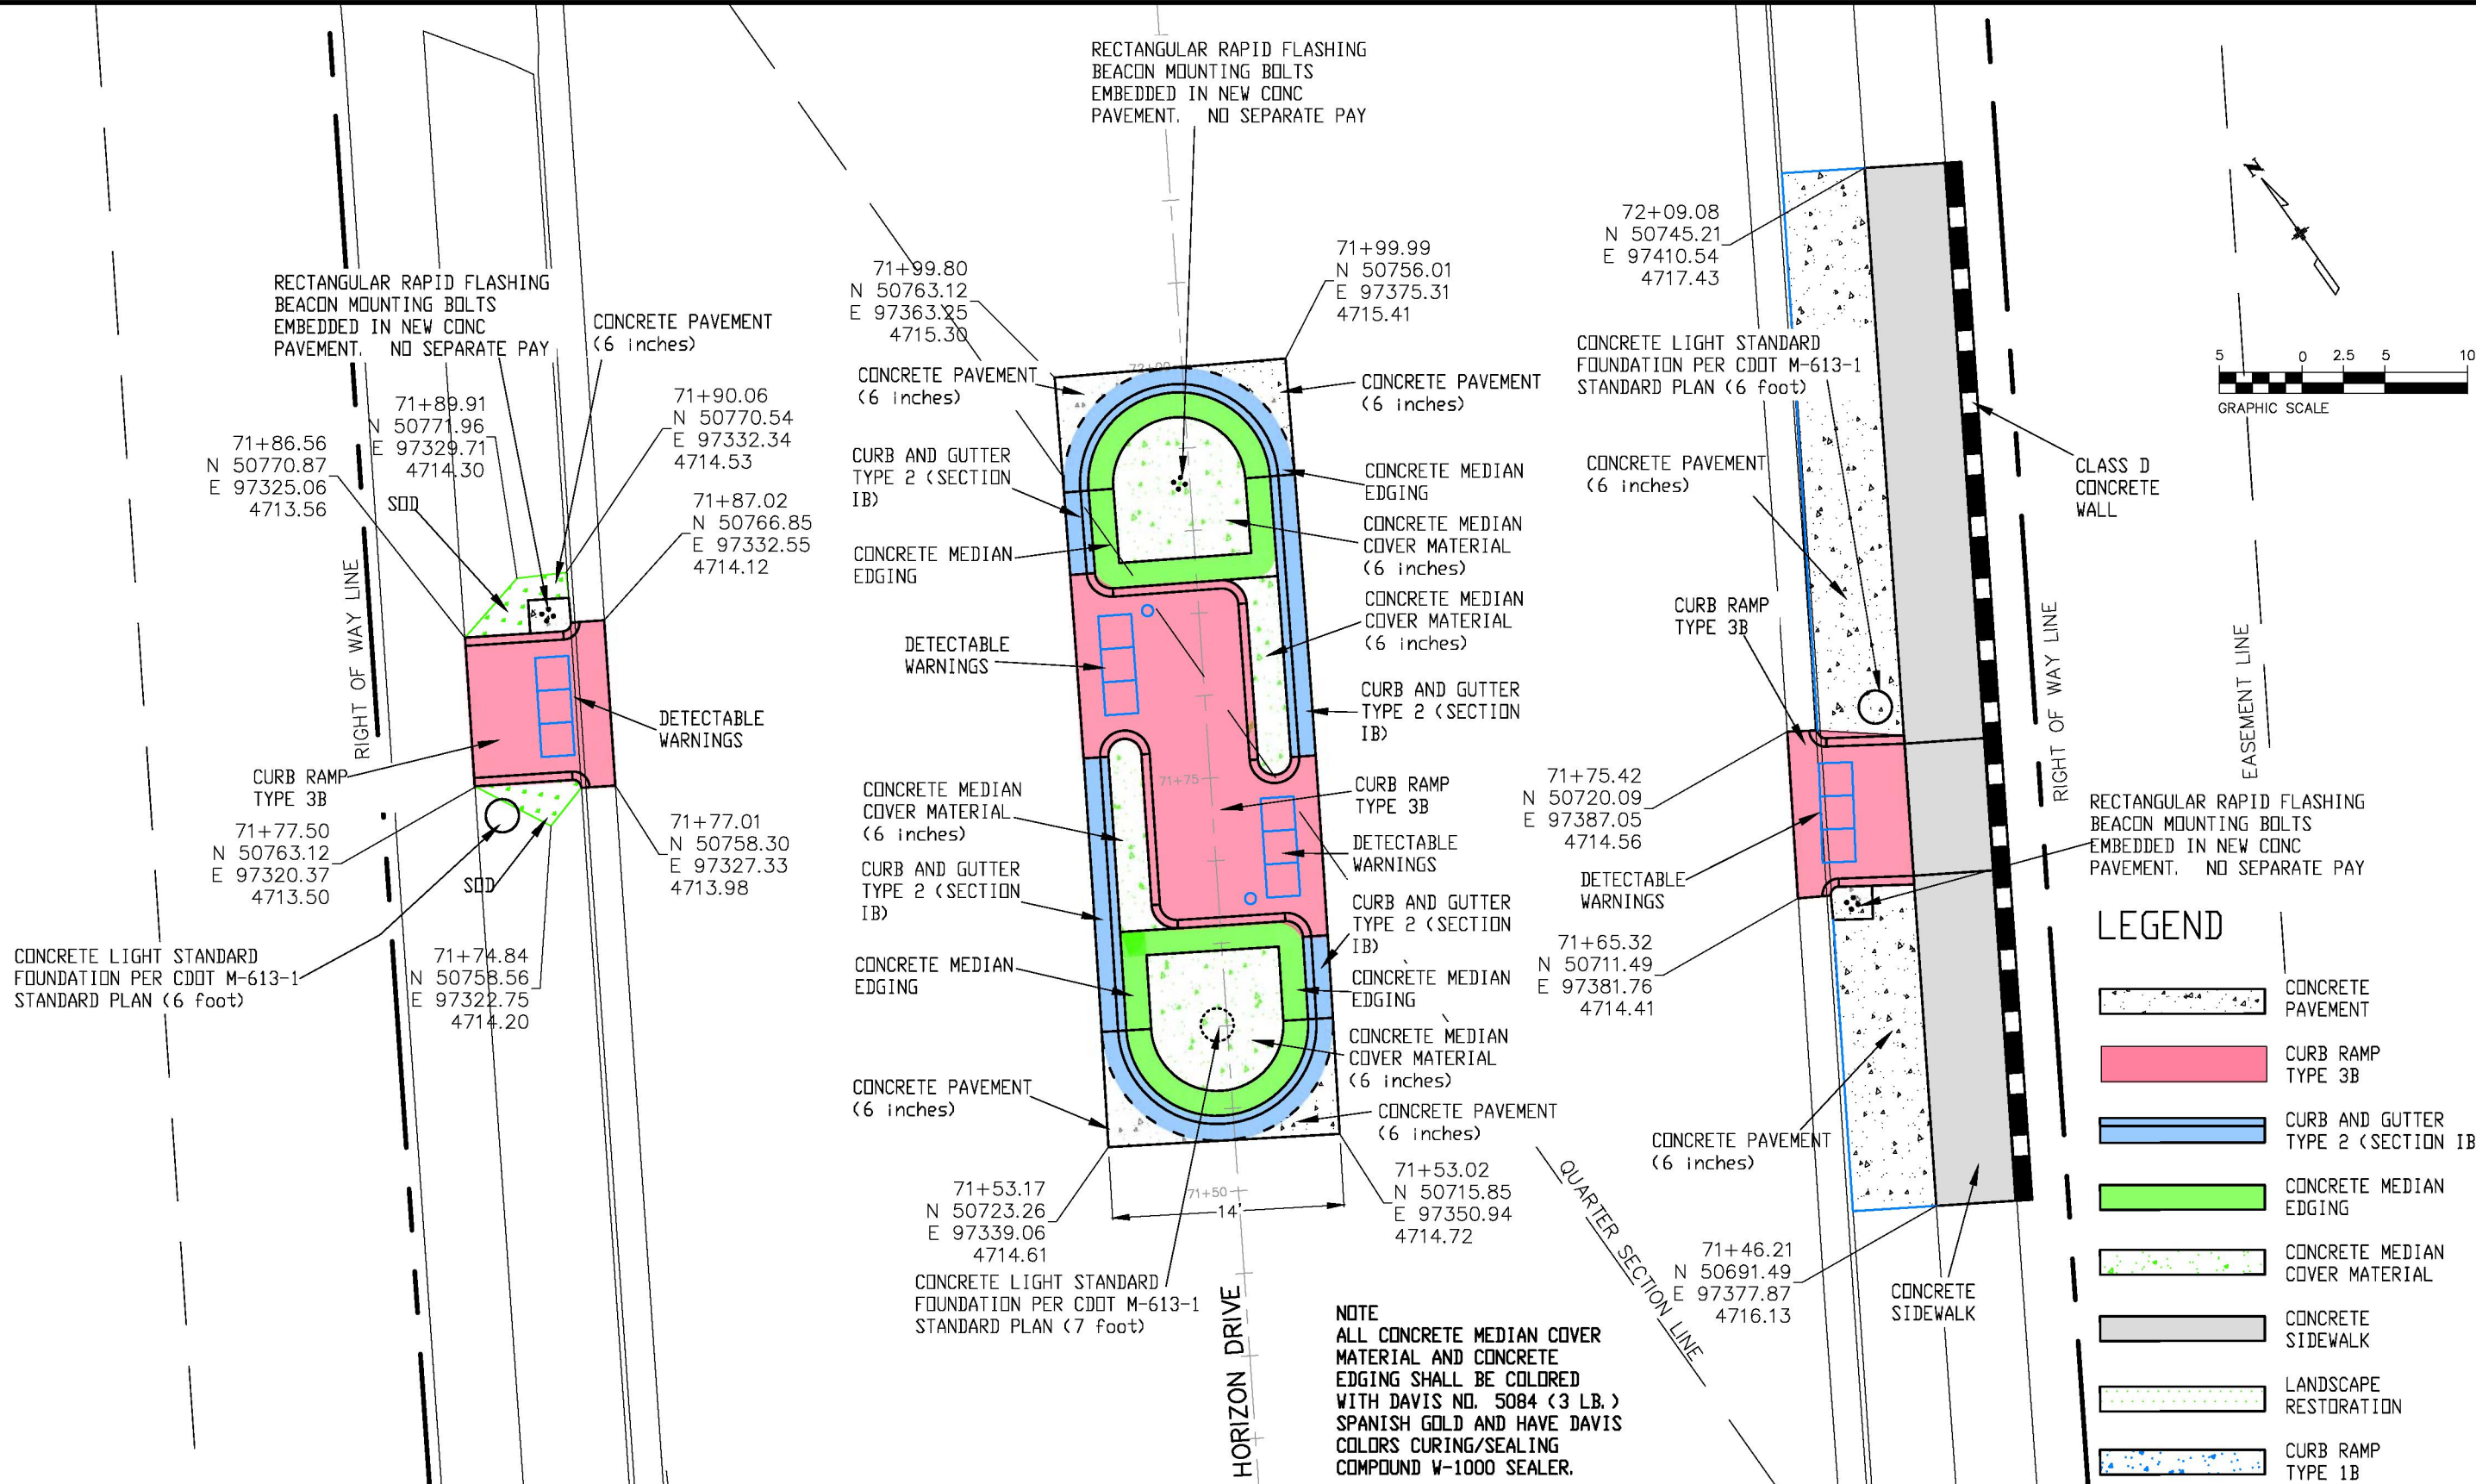 RECTANGULAR RAPID FLASHING
BEACON MOUNTING BOLTS
EMBEDDED IN NEW CONC
PAVEMENT.  NO SEPARATE PAY
RECTANGULAR RAPID FLASHING
BEACON MOUNTING BOLTS
EMBEDDED IN NEW CONC
PAVEMENT.  NO SEPARATE PAY
CONCRETE PAVEMENT
(6 inches)
71+89.91
N 50771.96
E 97329.71
4714.30
71+90.06
N 50770.54
E 97332.34
4714.53
71+86.56
N 50770.87
E 97325.06
4713.56
SOD
71+87.02
N 50766.85
E 97332.55
4714.12
RIGHT OF WAY LINE
DETECTABLE
WARNINGS
CURB RAMP
TYPE 3B
71+77.50
N 50763.12
E 97320.37
4713.50
71+77.01
N 50758.30
E 97327.33
4713.98
SOD
CONCRETE LIGHT STANDARD
FOUNDATION PER CDOT M-613-1
STANDARD PLAN (6 foot)
71+74.84
N 50758.56
E 97322.75
4714.20
71+99.80
N 50763.12
E 97363.25
4715.30
71+99.99
N 50756.01
E 97375.31
4715.41
72+00
CONCRETE PAVEMENT
(6 inches)
CONCRETE PAVEMENT
(6 inches)
CURB AND GUTTER
TYPE 2 (SECTION
IB)
CONCRETE MEDIAN
EDGING
CONCRETE MEDIAN
COVER MATERIAL
(6 inches)
CONCRETE MEDIAN
EDGING
CONCRETE MEDIAN
COVER MATERIAL
(6 inches)
DETECTABLE
WARNINGS
CURB AND GUTTER
TYPE 2 (SECTION
IB)
71+75
CONCRETE MEDIAN
COVER MATERIAL
(6 inches)
CURB RAMP
TYPE 3B
DETECTABLE
WARNINGS
CURB AND GUTTER
TYPE 2 (SECTION
IB)
CURB AND GUTTER
TYPE 2 (SECTION
IB)
CONCRETE MEDIAN
EDGING
CONCRETE MEDIAN
EDGING
CONCRETE MEDIAN
COVER MATERIAL
(6 inches)
CONCRETE PAVEMENT
(6 inches)
CONCRETE PAVEMENT
(6 inches)
71+53.17
N 50723.26
E 97339.06
4714.61
71+50
14'
71+53.02
N 50715.85
E 97350.94
4714.72
CONCRETE LIGHT STANDARD
FOUNDATION PER CDOT M-613-1
STANDARD PLAN (7 foot)
HORIZON DRIVE
NOTE
ALL CONCRETE MEDIAN COVER
MATERIAL AND CONCRETE
EDGING SHALL BE COLORED
WITH DAVIS NO. 5084 (3 LB.)
SPANISH GOLD AND HAVE DAVIS
COLORS CURING/SEALING
COMPOUND W-1000 SEALER.
QUARTER SECTION LINE
72+09.08
N 50745.21
E 97410.54
4717.43
CONCRETE LIGHT STANDARD
FOUNDATION PER CDOT M-613-1
STANDARD PLAN (6 foot)
CONCRETE PAVEMENT
(6 inches)
CURB RAMP
TYPE 3B
71+75.42
N 50720.09
E 97387.05
4714.56
DETECTABLE
WARNINGS
71+65.32
N 50711.49
E 97381.76
4714.41
CONCRETE PAVEMENT
(6 inches)
71+46.21
N 50691.49
E 97377.87
4716.13
CONCRETE
SIDEWALK
N
5 0 2.5 5 10
GRAPHIC SCALE
CLASS D
CONCRETE
WALL
RIGHT OF WAY LINE
EASEMENT LINE
RECTANGULAR RAPID FLASHING
BEACON MOUNTING BOLTS
EMBEDDED IN NEW CONC
PAVEMENT.  NO SEPARATE PAY
LEGEND
CONCRETE
PAVEMENT
CURB RAMP
TYPE 3B
CURB AND GUTTER
TYPE 2 (SECTION IB
CONCRETE MEDIAN
EDGING
CONCRETE MEDIAN
COVER MATERIAL
CONCRETE
SIDEWALK
LANDSCAPE
RESTORATION
CURB RAMP
TYPE 1B